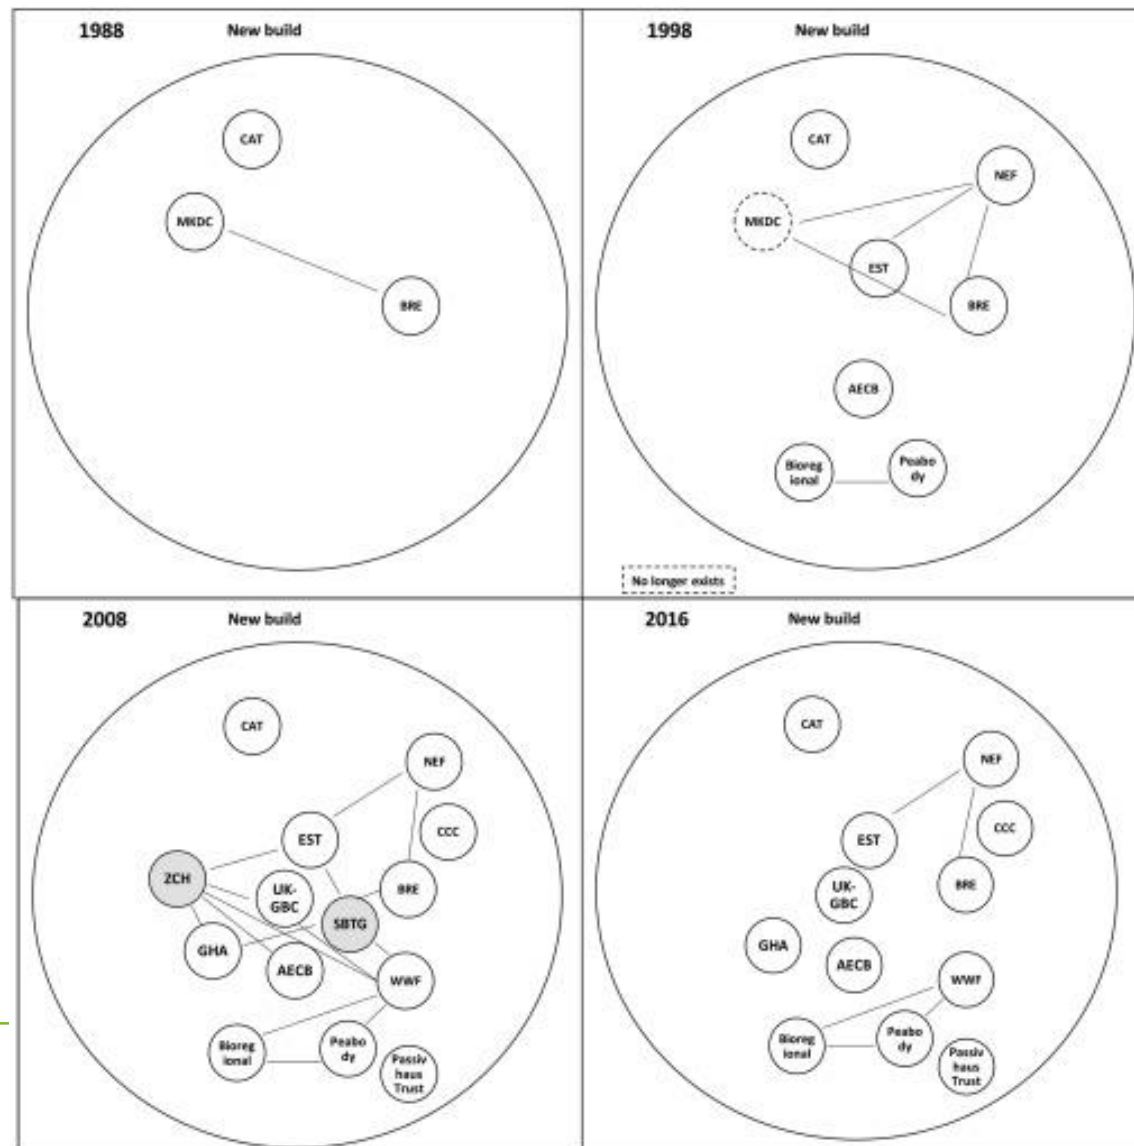 1988 New build
CAT
MKDC
BRE
1998 New build
CAT
NEF
MKDC
EST
BRE
AECB
Bioreg
ional
Peabo
dy
No longer exists
2008 New build
CAT
NEF
CCC
EST
ZCH
UK-
GBC
BRE
SBTG
GHA
AECB
WWF
Bioreg
ional
Peabo
dy
Passiv
haus
Trust
2016 New build
CAT
NEF
CCC
EST
UK-
GBC
BRE
GHA
AECB
WWF
Bioreg
ional
Peabo
dy
Passiv
haus
Trust